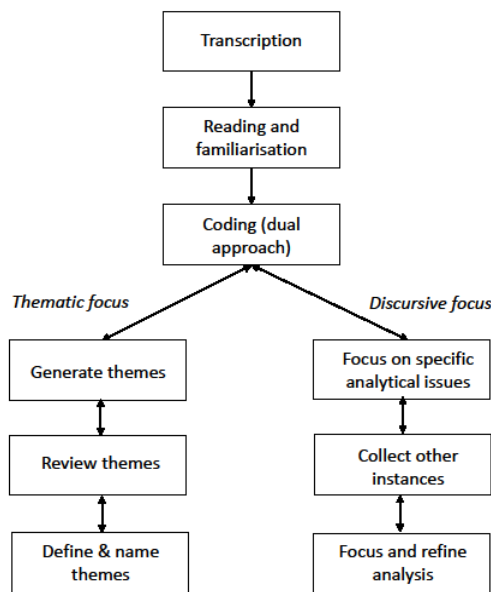 Transcription
Reading and
familiarisation
Coding (dual
approach)
Thematic focus
Discursive focus
Generate themes
Focus on specific
analytical issues
Review themes
Collect other
instances
Define & name
themes
Focus and refine
analysis